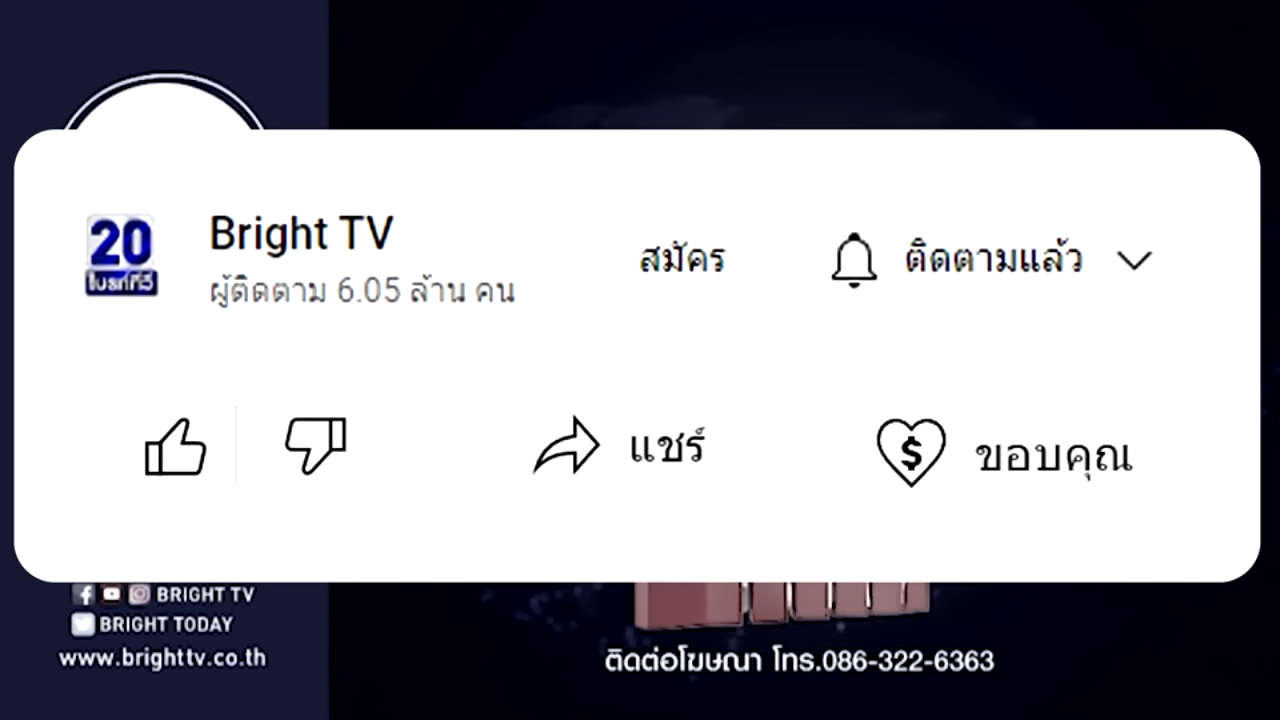 20
ไบรท์ทีวี
Bright TV
ผู้ติดตาม 6.05 ล้าน คน
สมัคร
ติดตามแล้ว
แชร์
$ ขอบคุณ
BRIGHT TV
BRIGHT TODAY
www.brighttv.co.th
ติดต่อโฆษณา โทร.086-322-6363